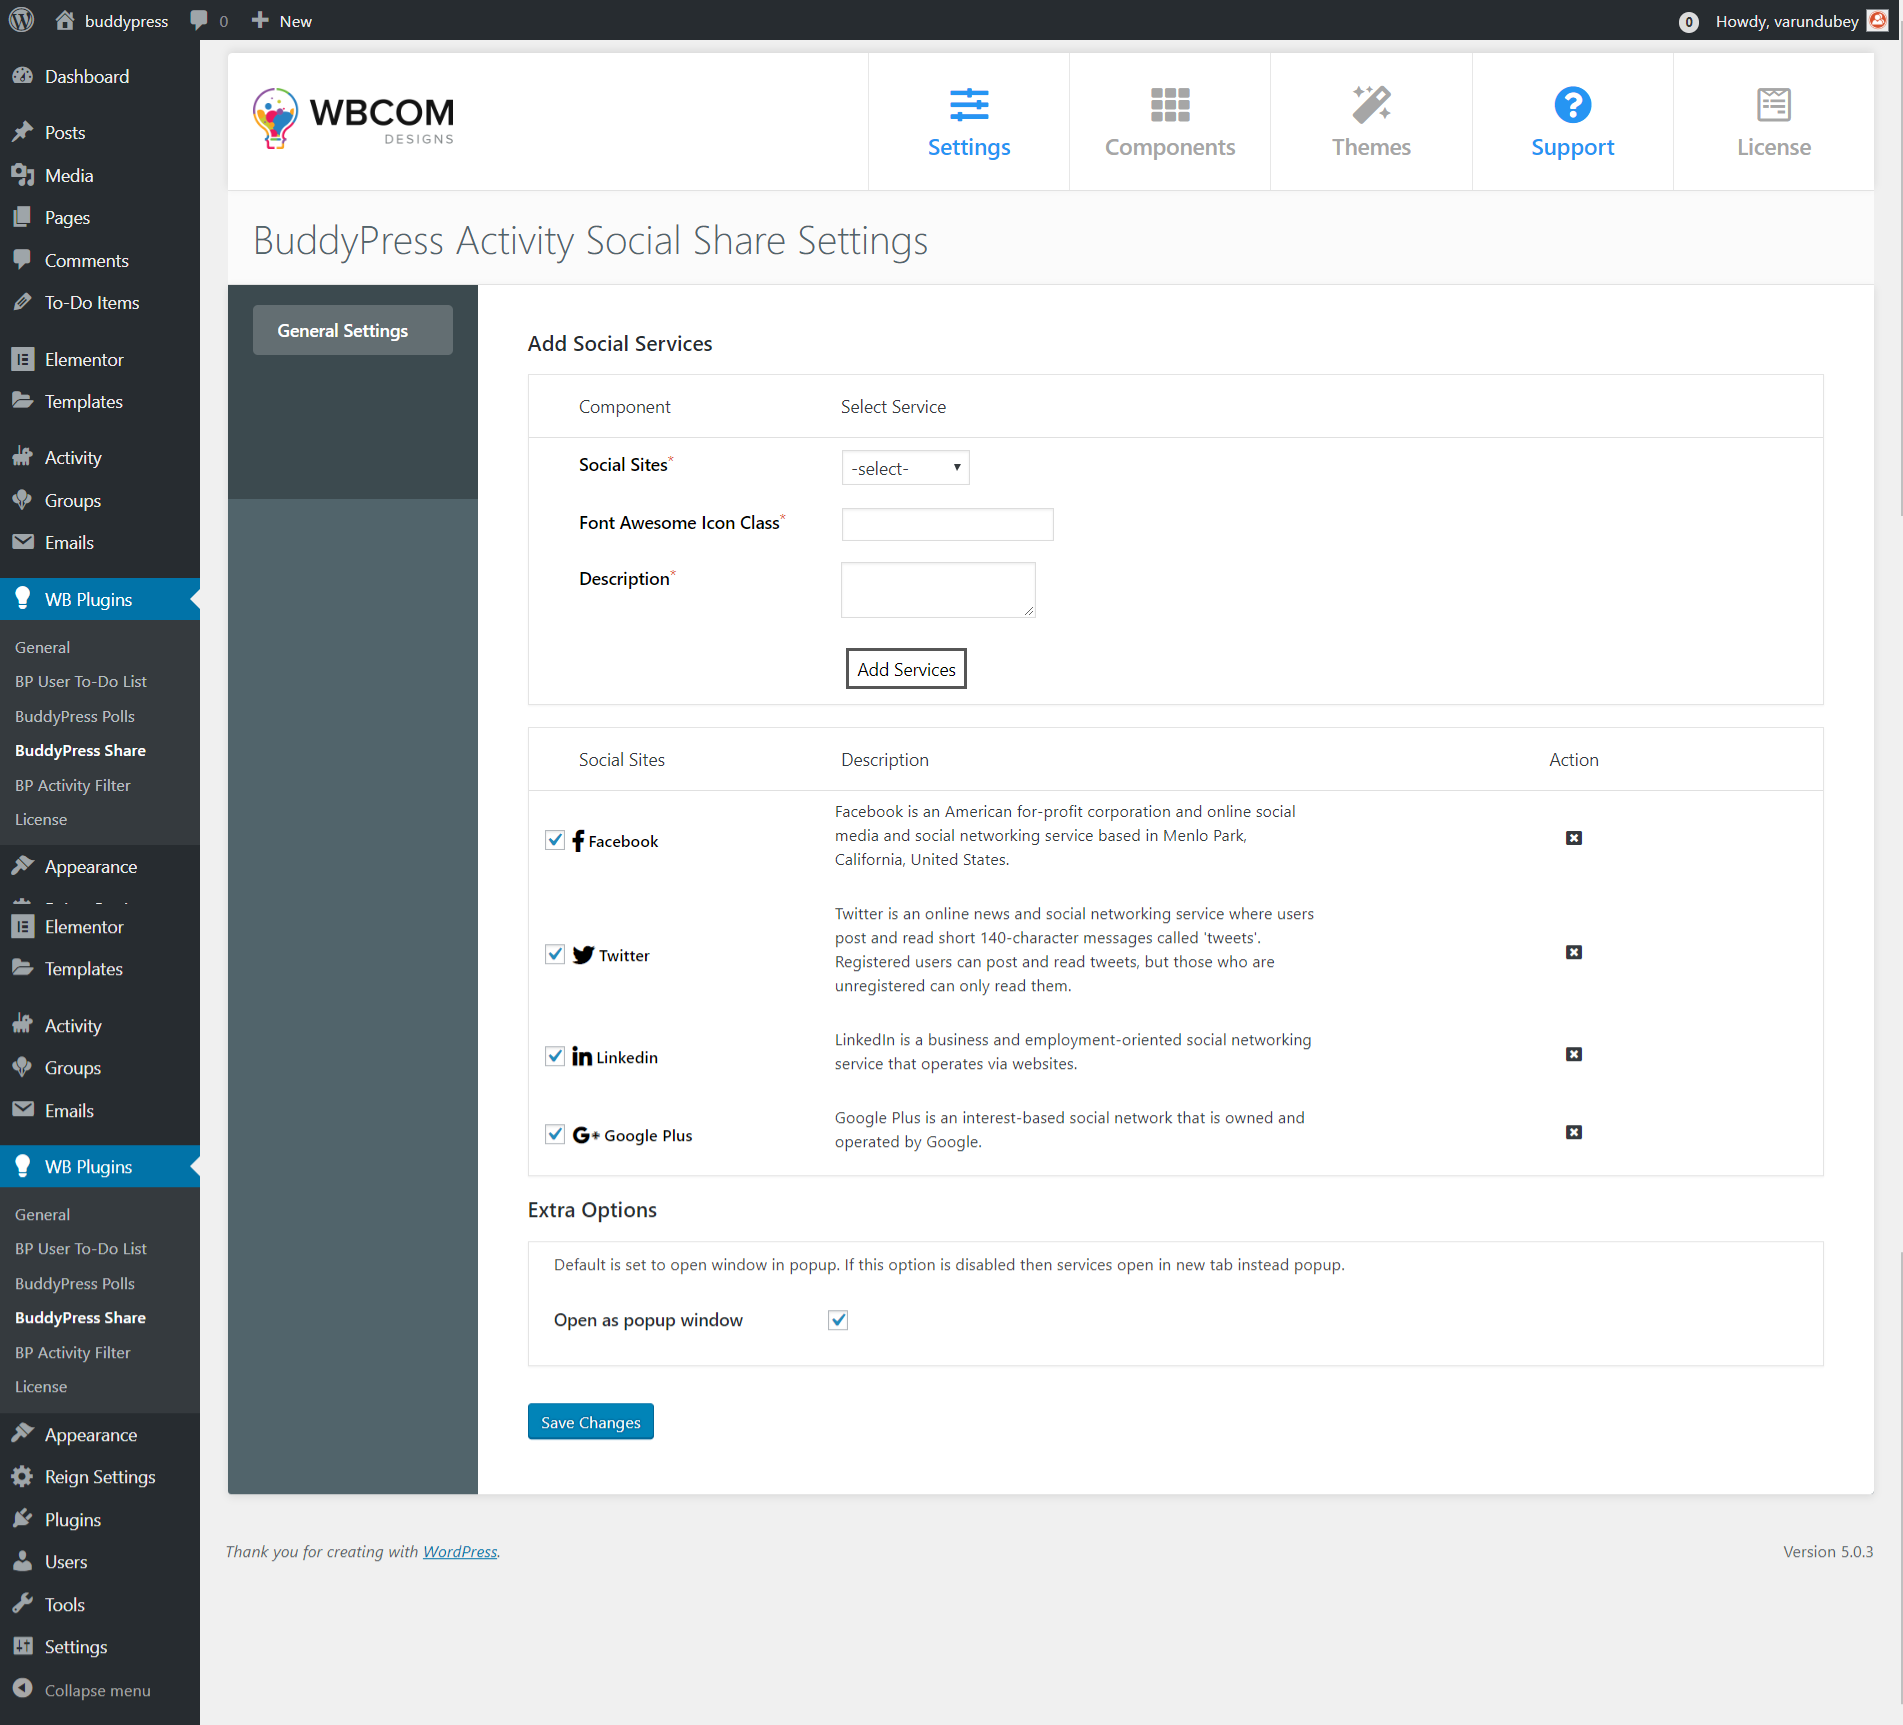 buddypress
0
New
0
Howdy, varundubey
Dashboard
Posts
Media
Pages
Comments
To-Do Items
Elementor
Templates
Activity
Groups
Emails
WB Plugins
General
BP User To-Do List
BuddyPress Polls
BuddyPress Share
BP Activity Filter
License
Appearance
Elementor
Templates
Activity
Groups
Emails
WB Plugins
General
BP User To-Do List
BuddyPress Polls
BuddyPress Share
BP Activity Filter
License
Appearance
Reign Settings
Plugins
Users
Tools
Settings
Collapse menu
WBCOM
DESIGNS
Settings
Components
Themes
Support
License
BuddyPress Activity Social Share Settings
General Settings
Add Social Services
Component Select Service
Social Sites* -select-
Font Awesome Icon Class*
Description*
Add Services
Social Sites Description Action
Facebook
Facebook is an American for-profit corporation and online social
media and social networking service based in Menlo Park,
California, United States.
Twitter
Twitter is an online news and social networking service where users
post and read short 140-character messages called 'tweets'.
Registered users can post and read tweets, but those who are
unregistered can only read them.
Linkedin
LinkedIn is a business and employment-oriented social networking
service that operates via websites.
Google Plus
Google Plus is an interest-based social network that is owned and
operated by Google.
Extra Options
Default is set to open window in popup. If this option is disabled then services open in new tab instead popup.
Open as popup window
Save Changes
Thank you for creating with WordPress.
Version 5.0.3